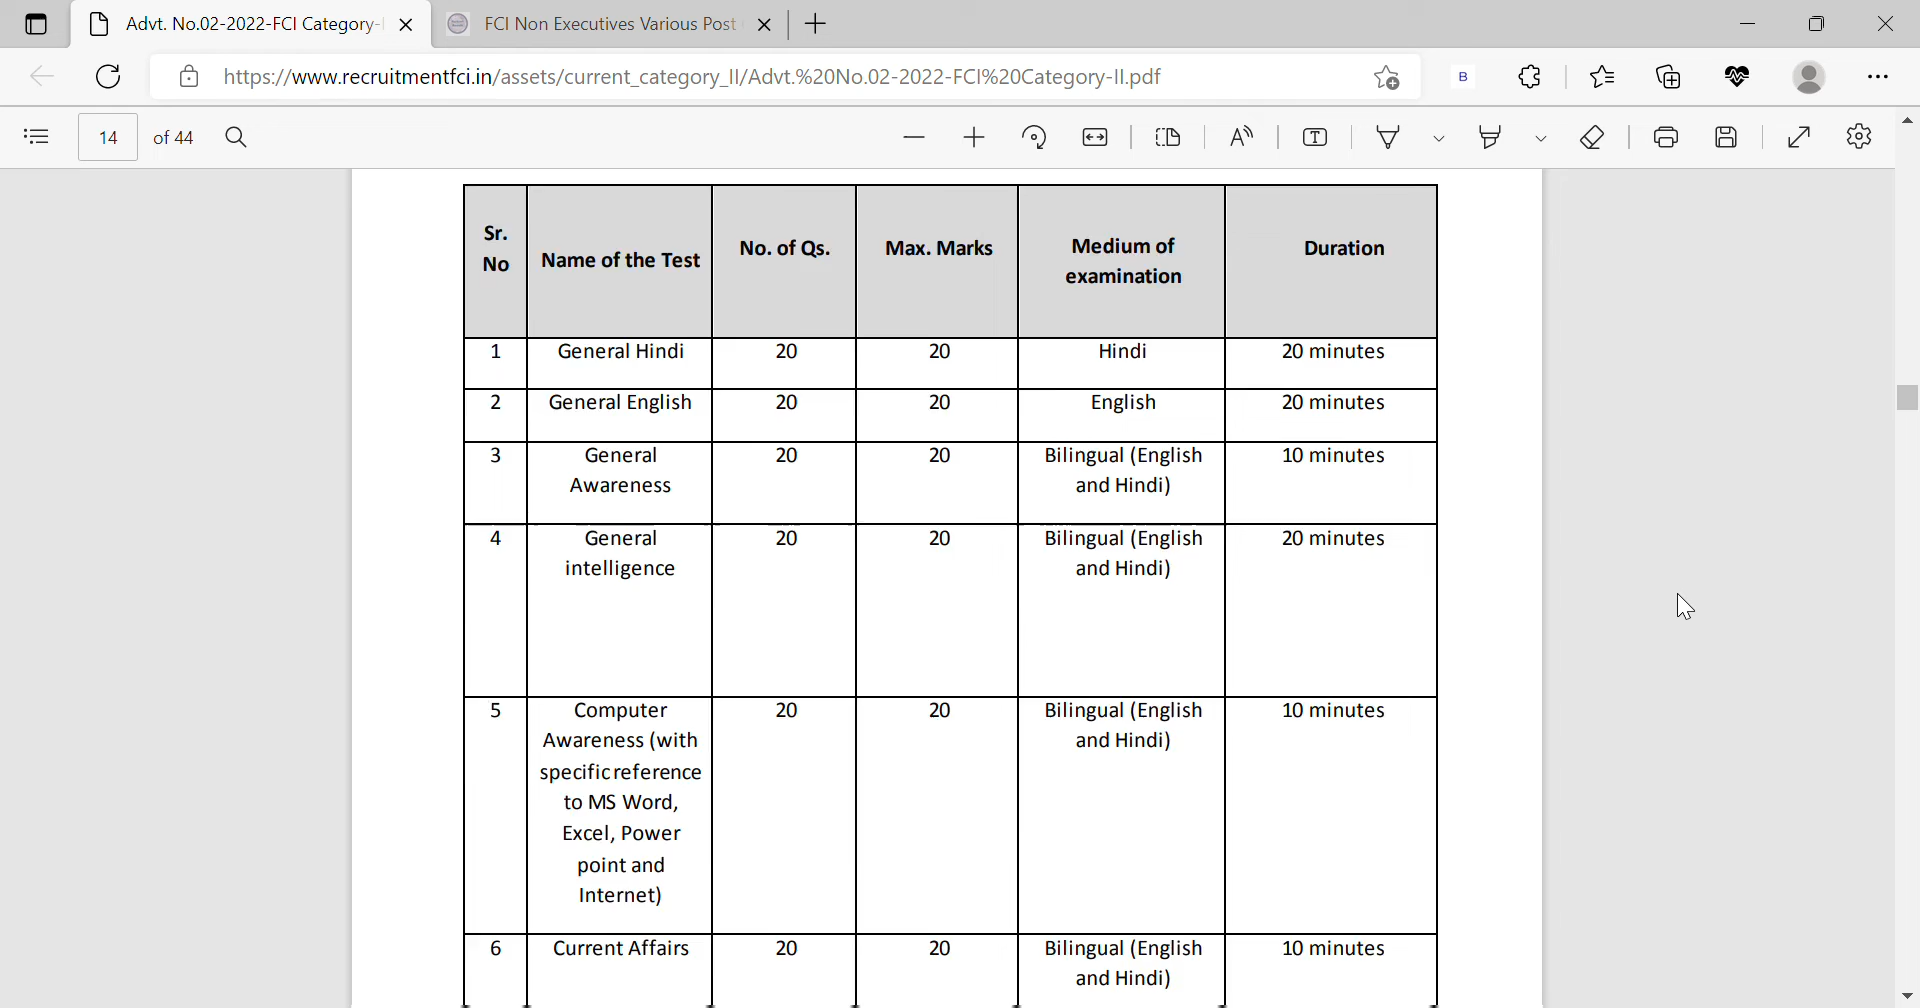 Advt. No.02-2022-FCI Category-
FCI Non Executives Various Post
https://www.recruitmentfci.in/assets/current_category_II/Advt.%20No.02-2022-FCI%20Category-II.pdf
B
14 of 44
Sr. No
Name of the Test
No. of Qs.
Max. Marks
Medium of
examination
Duration
1 General Hindi 20 20 Hindi 20 minutes
2 General English 20 20 English 20 minutes
3 General 20 20 Bilingual (English 10 minutes
Awareness and Hindi)
4 General 20 20 Bilingual (English 20 minutes
intelligence and Hindi)
5 Computer 20 20 Bilingual (English 10 minutes
Awareness (with and Hindi)
specific reference
to MS Word,
Excel, Power
point and
Internet)
6 Current Affairs 20 20 Bilingual (English 10 minutes
and Hindi)